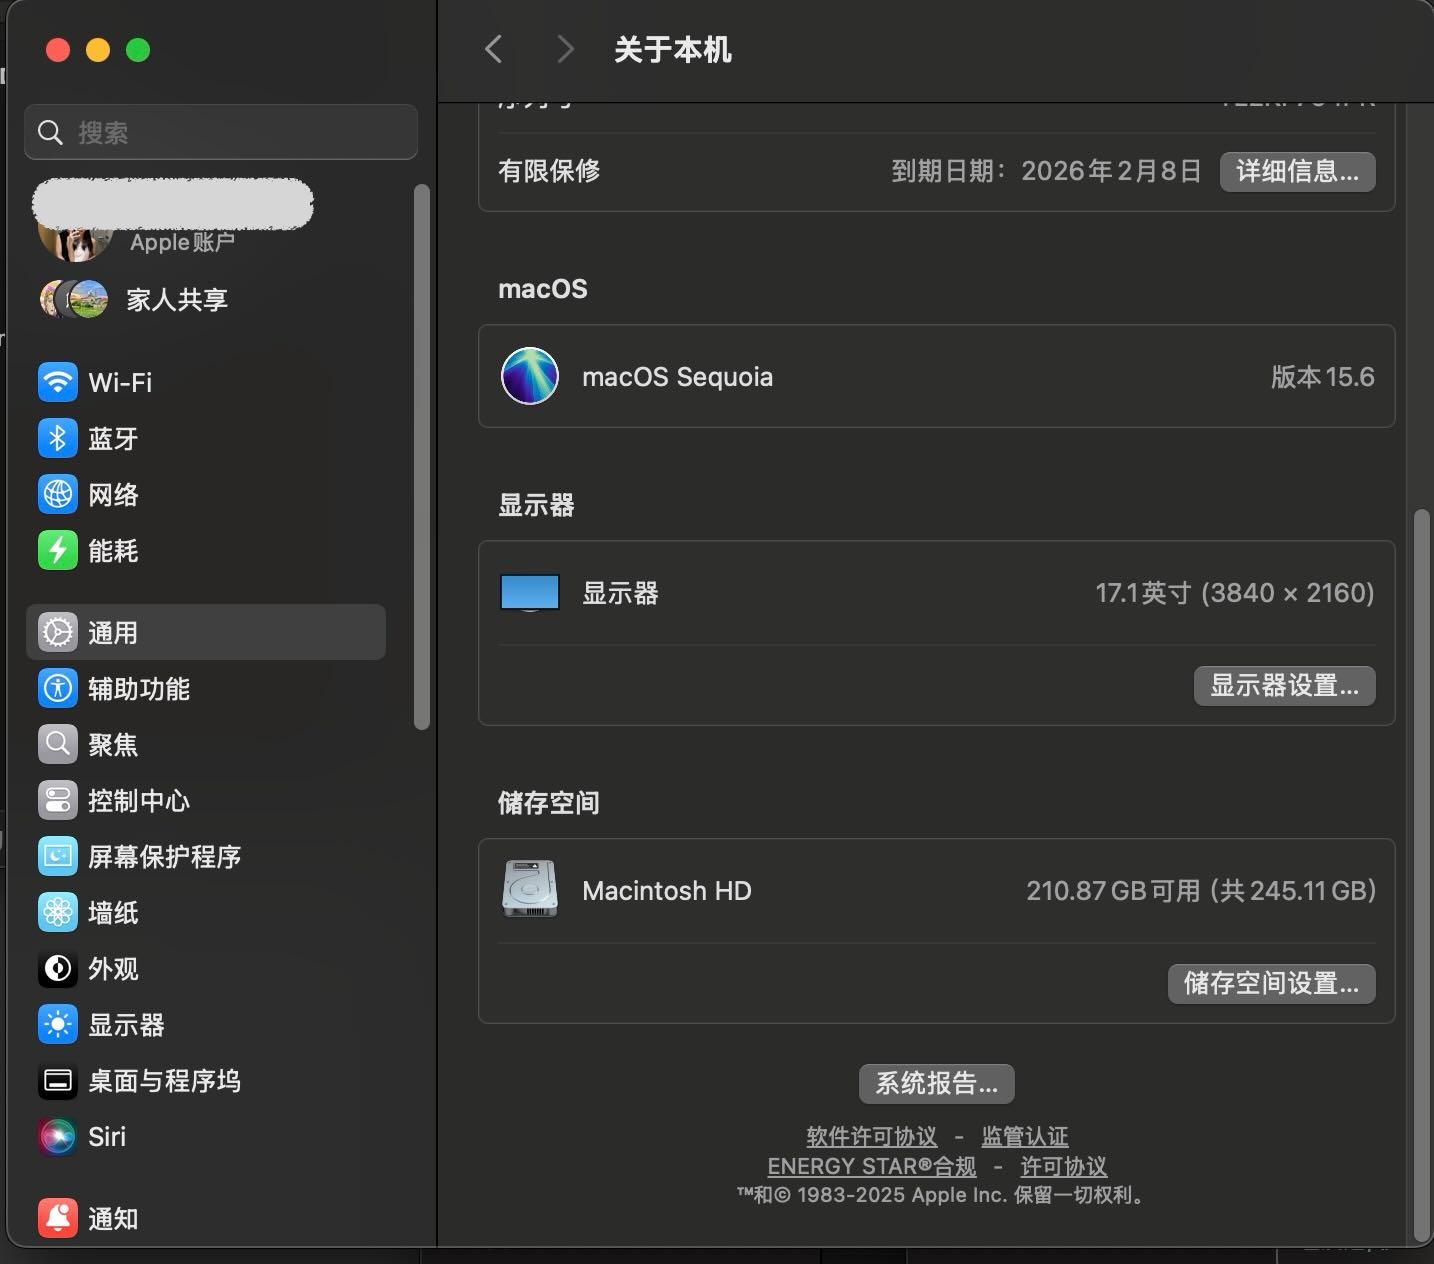 关于本机
搜索
Apple账户
家人共享
Wi-Fi
蓝牙
网络
能耗
通用
辅助功能
聚焦
控制中心
屏幕保护程序
墙纸
外观
显示器
桌面与程序坞
Siri
通知
有限保修 到期日期：2026年2月8日 详细信息...
macOS
macOS Sequoia 版本 15.6
显示器
显示器 17.1英寸 (3840 × 2160)
显示器设置...
储存空间
Macintosh HD 210.87 GB 可用 (共 245.11 GB)
储存空间设置...
系统报告...
软件许可协议 - 监管认证
ENERGY STAR®合规 - 许可协议
™和© 1983-2025 Apple Inc. 保留一切权利。